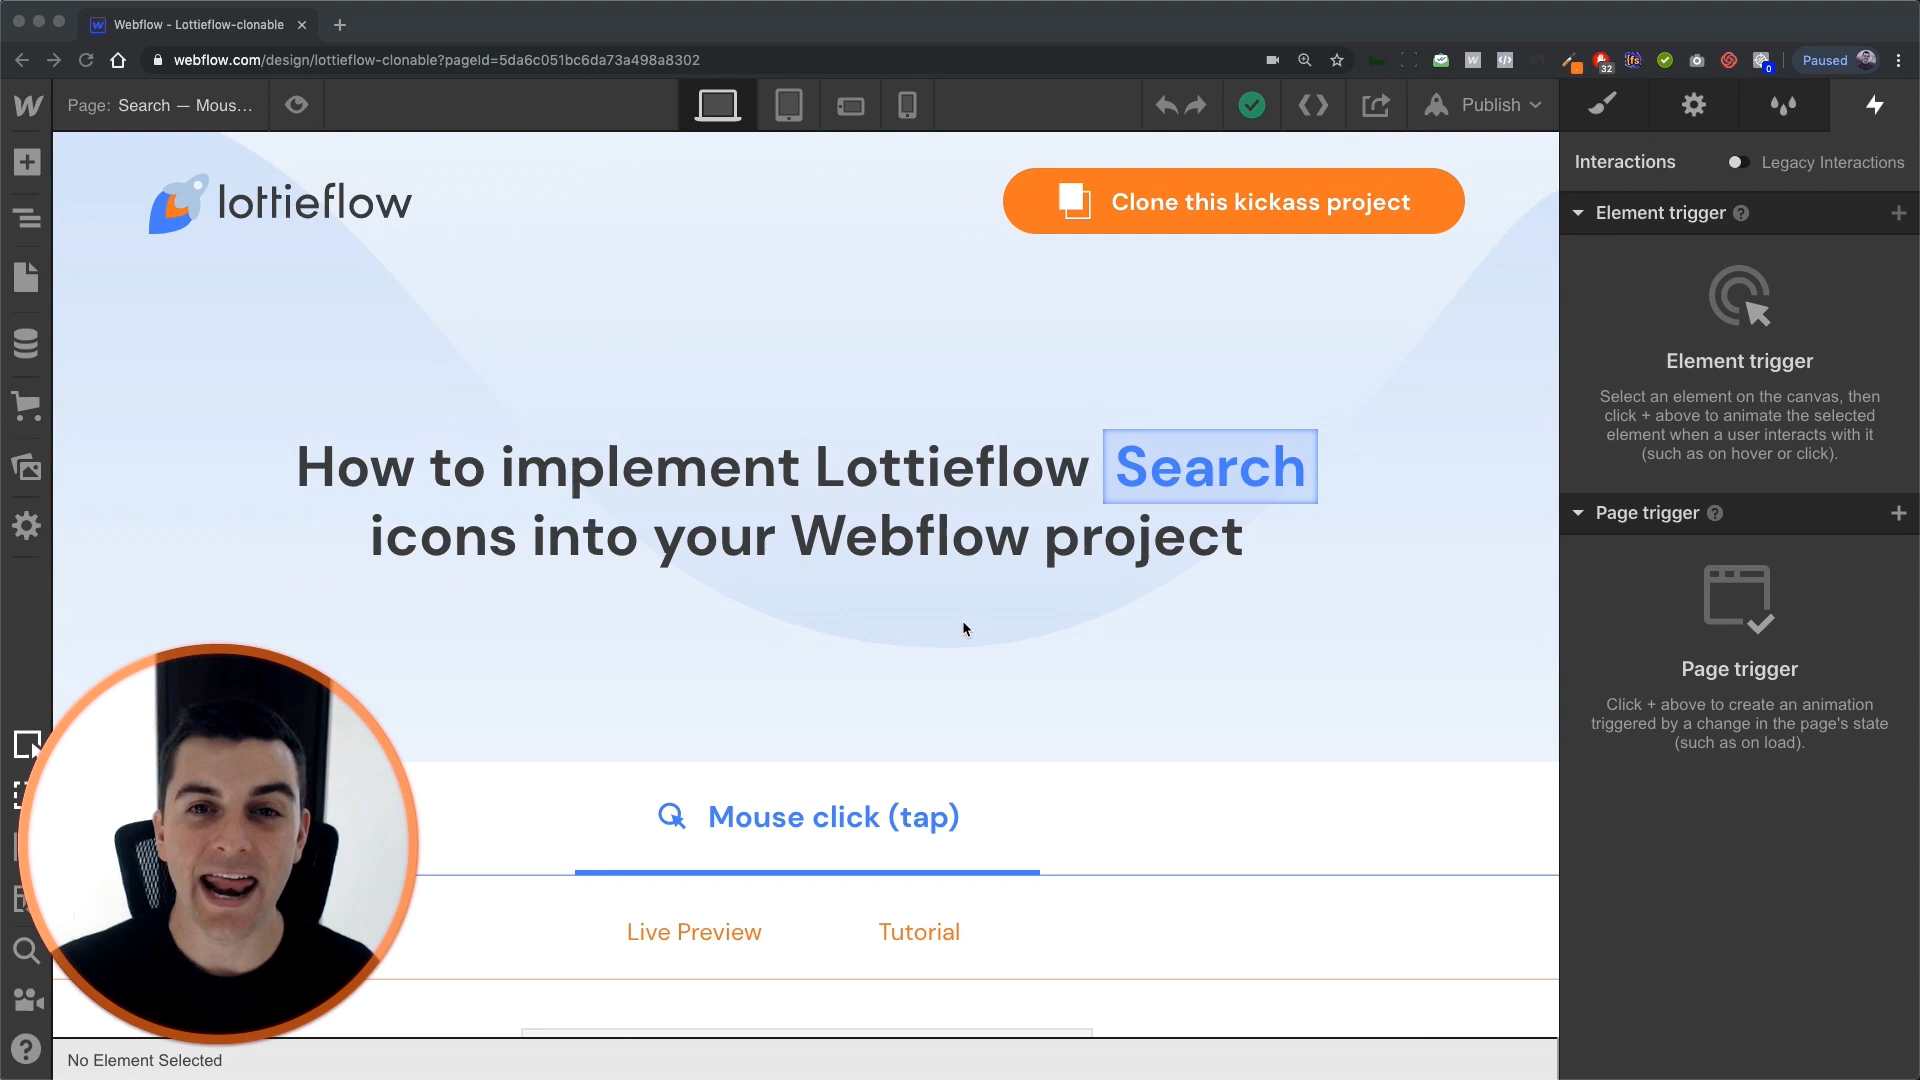 Webflow - Lottieflow-clonable
webflow.com/design/lottieflow-clonable?pageId=5da6c051bc6da73a498a8302
32
{fs}
0
Paused
Page: Search — Mous...
Publish
lottieflow
Clone this kickass project
How to implement Lottieflow Search
icons into your Webflow project
Mouse click (tap)
Live Preview
Tutorial
No Element Selected
Interactions
Legacy Interactions
Element trigger
Element trigger
Select an element on the canvas, then
click + above to animate the selected
element when a user interacts with it
(such as on hover or click).
Page trigger
Page trigger
Click + above to create an animation
triggered by a change in the page's state
(such as on load).